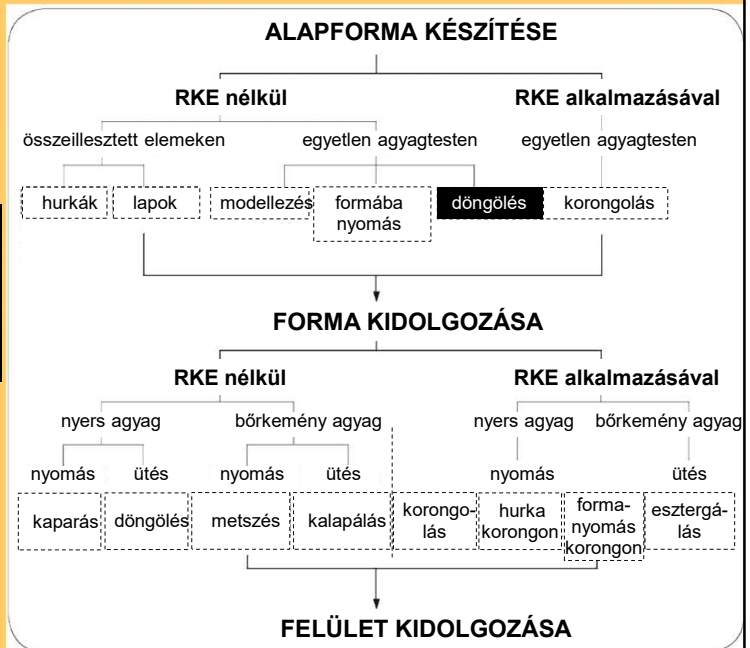 ALAPFORMA KÉSZÍTÉSE
RKE nélkül RKE alkalmazásával
összeillesztett elemeken egyetlen agyagtesten egyetlen agyagtesten
hurkák lapok modellezés formába nyomás döngölés korongolás
FORMA KIDOLGOZÁSA
RKE nélkül RKE alkalmazásával
nyers agyag bőrkemény agyag nyers agyag bőrkemény agyag
nyomás ütés nyomás ütés nyomás ütés
kaparás döngölés metszés kalapálás korongo-
lás hurka
korongon forma-
nyomás
korongon esztergá-
lás
FELÜLET KIDOLGOZÁSA